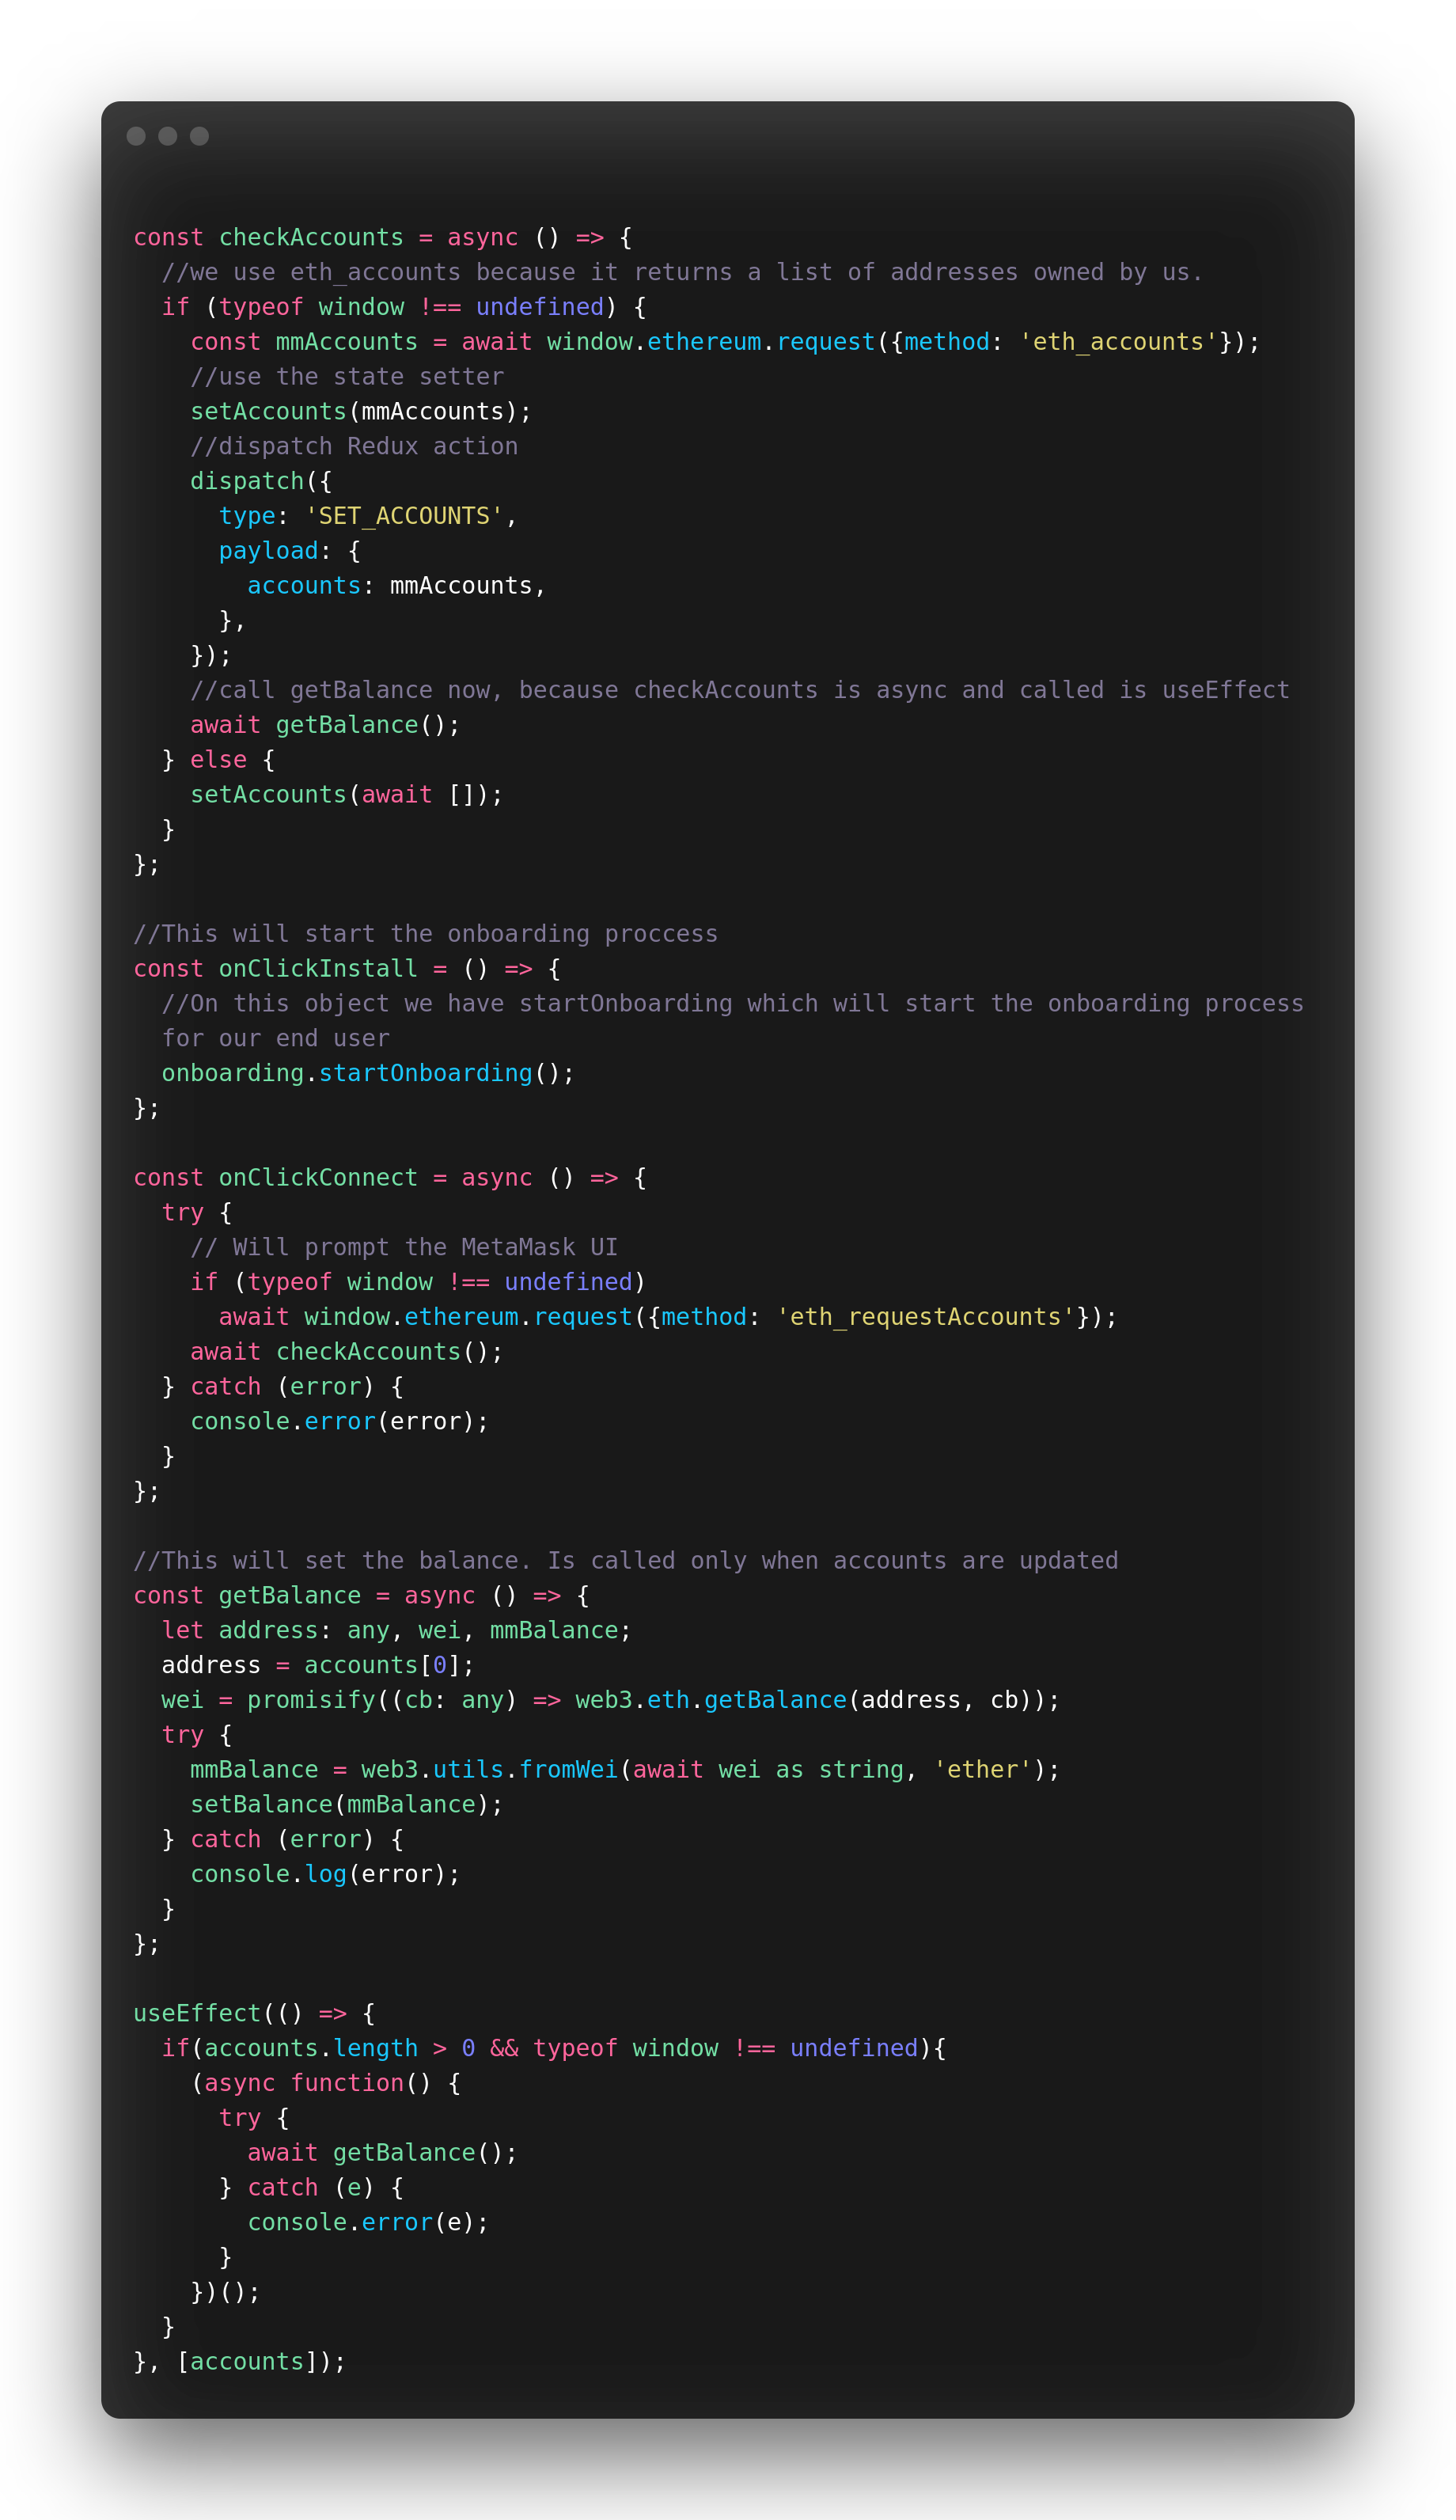 const checkAccounts = async () => {
  //we use eth_accounts because it returns a list of addresses owned by us.
  if (typeof window !== undefined) {
    const mmAccounts = await window.ethereum.request({method: 'eth_accounts'});
    //use the state setter
    setAccounts(mmAccounts);
    //dispatch Redux action
    dispatch({
      type: 'SET_ACCOUNTS',
      payload: {
        accounts: mmAccounts,
      },
    });
    //call getBalance now, because checkAccounts is async and called is useEffect
    await getBalance();
  } else {
    setAccounts(await []);
  }
};

//This will start the onboarding proccess
const onClickInstall = () => {
  //On this object we have startOnboarding which will start the onboarding process
  for our end user
  onboarding.startOnboarding();
};

const onClickConnect = async () => {
  try {
    // Will prompt the MetaMask UI
    if (typeof window !== undefined)
      await window.ethereum.request({method: 'eth_requestAccounts'});
    await checkAccounts();
  } catch (error) {
    console.error(error);
  }
};

//This will set the balance. Is called only when accounts are updated
const getBalance = async () => {
  let address: any, wei, mmBalance;
  address = accounts[0];
  wei = promisify((cb: any) => web3.eth.getBalance(address, cb));
  try {
    mmBalance = web3.utils.fromWei(await wei as string, 'ether');
    setBalance(mmBalance);
  } catch (error) {
    console.log(error);
  }
};

useEffect(() => {
  if(accounts.length > 0 && typeof window !== undefined){
    (async function() {
      try {
        await getBalance();
      } catch (e) {
        console.error(e);
      }
    })();
  }
}, [accounts]);